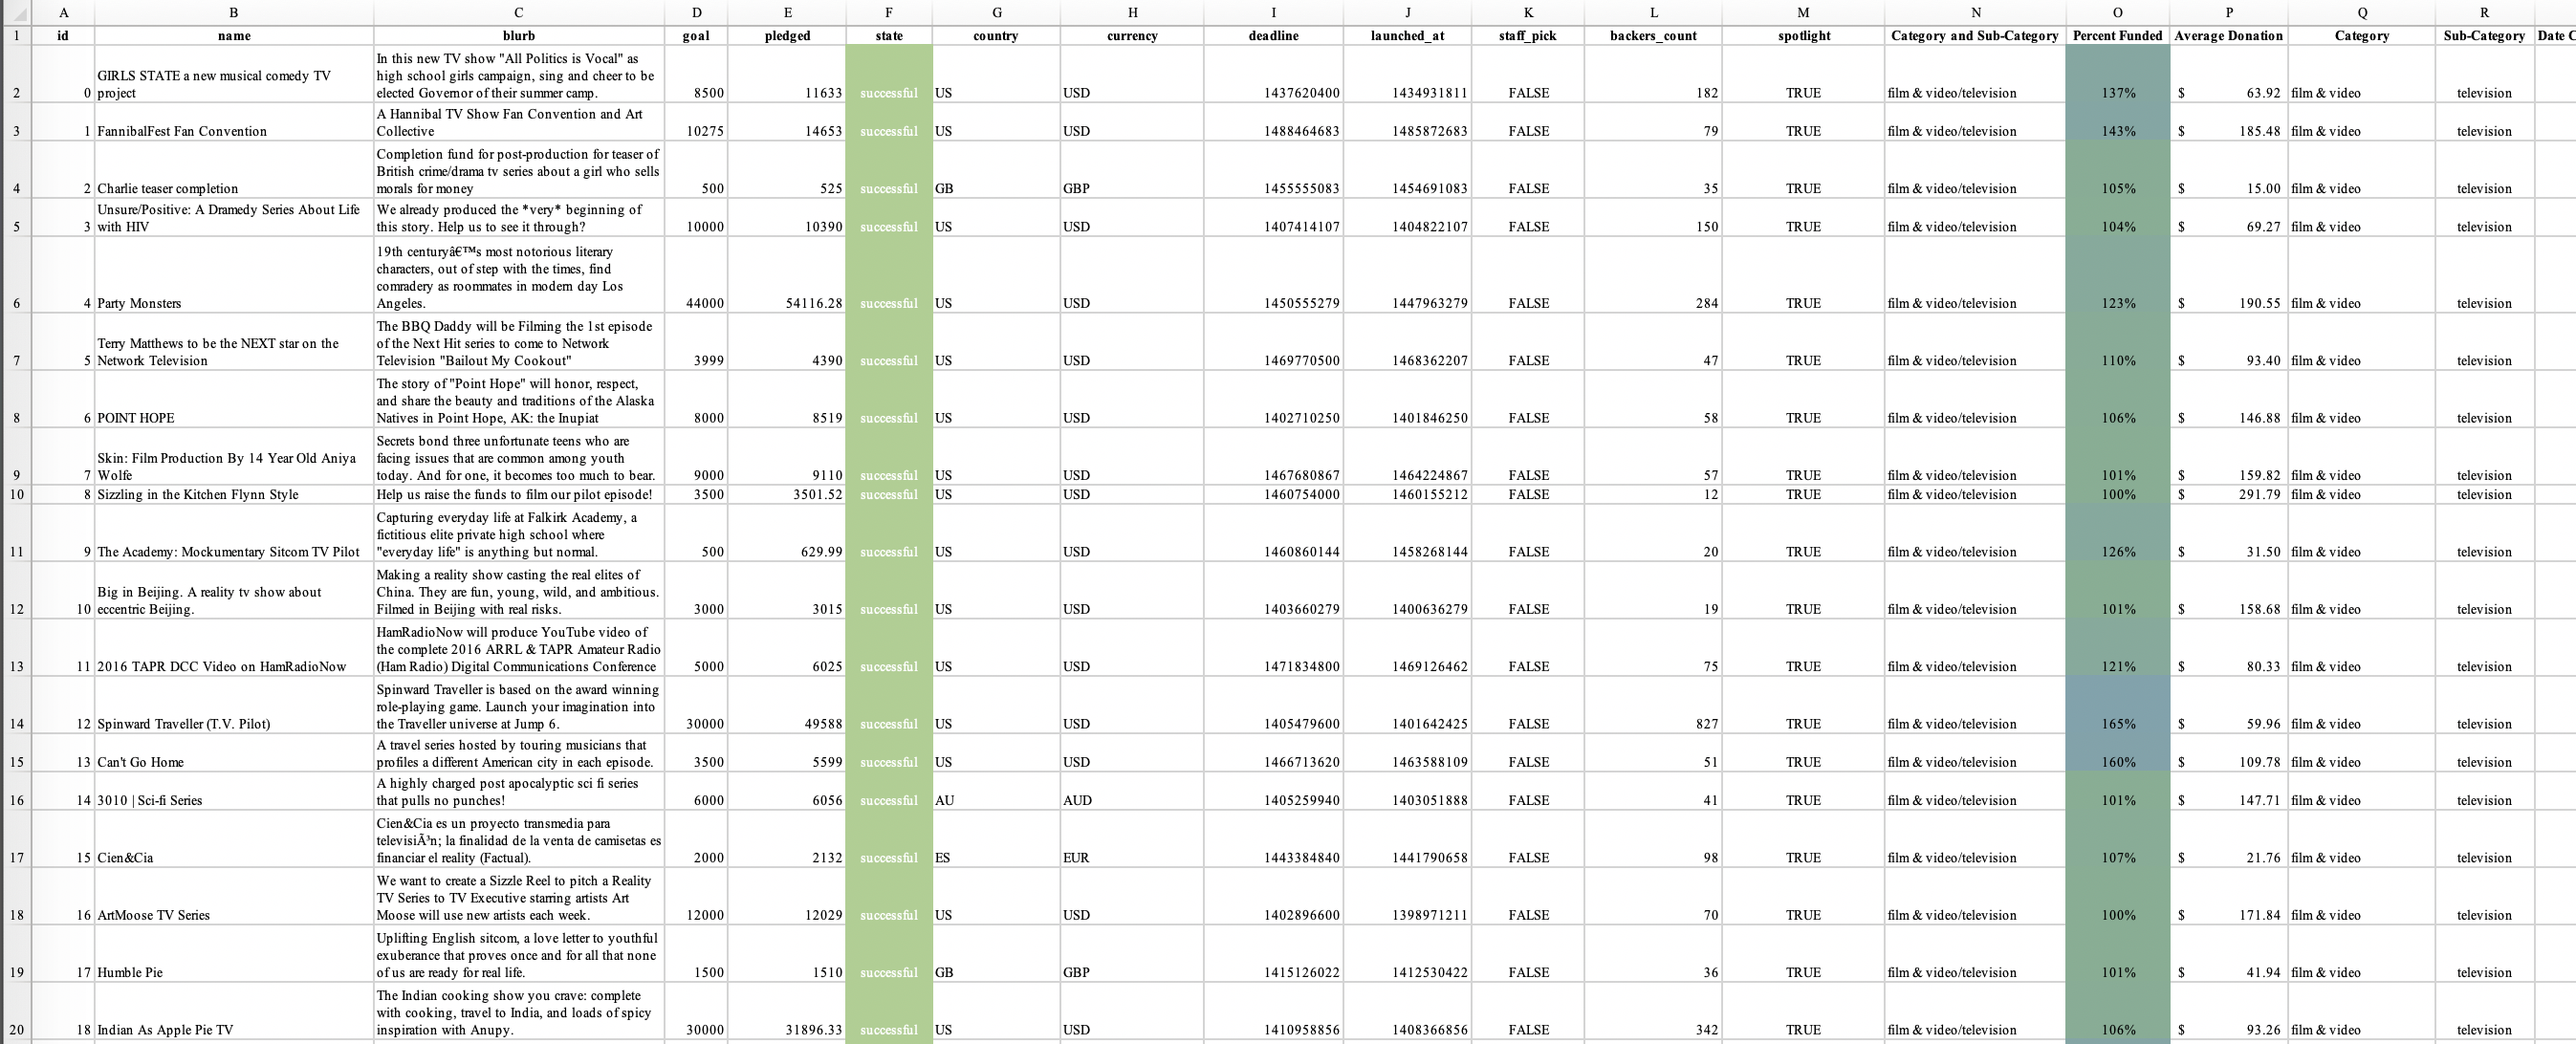 A B C D E F G H I J K L M N O P Q R
1 id name blurb goal pledged state country currency deadline launched_at staff_pick backers_count spotlight Category and Sub-Category Percent Funded Average Donation Category Sub-Category Date C
In this new TV show "All Politics is Vocal" as
GIRLS STATE a new musical comedy TV high school girls campaign, sing and cheer to be
2 0 project elected Governor of their summer camp. 8500 11633 successful US USD 1437620400 1434931811 FALSE 182 TRUE film & video/television 137% $ 63.92 film & video television
A Hannibal TV Show Fan Convention and Art
3 1 FannibalFest Fan Convention Collective 10275 14653 successful US USD 1488464683 1485872683 FALSE 79 TRUE film & video/television 143% $ 185.48 film & video television
Completion fund for post-production for teaser of
British crime/drama tv series about a girl who sells
4 2 Charlie teaser completion morals for money 500 525 successful GB GBP 1455555083 1454691083 FALSE 35 TRUE film & video/television 105% $ 15.00 film & video television
Unsure/Positive: A Dramedy Series About Life We already produced the *very* beginning of
5 3 with HIV this story. Help us to see it through? 10000 10390 successful US USD 1407414107 1404822107 FALSE 150 TRUE film & video/television 104% $ 69.27 film & video television
19th centuryâ€™s most notorious literary
characters, out of step with the times, find
comradery as roommates in modern day Los
6 4 Party Monsters Angeles. 44000 54116.28 successful US USD 1450555279 1447963279 FALSE 284 TRUE film & video/television 123% $ 190.55 film & video television
The BBQ Daddy will be Filming the 1st episode
Terry Matthews to be the NEXT star on the of the Next Hit series to come to Network
7 5 Network Television Television "Bailout My Cookout" 3999 4390 successful US USD 1469770500 1468362207 FALSE 47 TRUE film & video/television 110% $ 93.40 film & video television
The story of "Point Hope" will honor, respect,
and share the beauty and traditions of the Alaska
8 6 POINT HOPE Natives in Point Hope, AK: the Inupiat 8000 8519 successful US USD 1402710250 1401846250 FALSE 58 TRUE film & video/television 106% $ 146.88 film & video television
Secrets bond three unfortunate teens who are
Skin: Film Production By 14 Year Old Aniya facing issues that are common among youth
9 7 Wolfe today. And for one, it becomes too much to bear. 9000 9110 successful US USD 1467680867 1464224867 FALSE 57 TRUE film & video/television 101% $ 159.82 film & video television
10 8 Sizzling in the Kitchen Flynn Style Help us raise the funds to film our pilot episode! 3500 3501.52 successful US USD 1460754000 1460155212 FALSE 12 TRUE film & video/television 100% $ 291.79 film & video television
Capturing everyday life at Falkirk Academy, a
fictitious elite private high school where
11 9 The Academy: Mockumentary Sitcom TV Pilot "everyday life" is anything but normal. 500 629.99 successful US USD 1460860144 1458268144 FALSE 20 TRUE film & video/television 126% $ 31.50 film & video television
Making a reality show casting the real elites of
Big in Beijing. A reality tv show about China. They are fun, young, wild, and ambitious.
12 10 eccentric Beijing. Filmed in Beijing with real risks. 3000 3015 successful US USD 1403660279 1400636279 FALSE 19 TRUE film & video/television 101% $ 158.68 film & video television
HamRadioNow will produce YouTube video of
the complete 2016 ARRL & TAPR Amateur Radio
13 11 2016 TAPR DCC Video on HamRadioNow (Ham Radio) Digital Communications Conference 5000 6025 successful US USD 1471834800 1469126462 FALSE 75 TRUE film & video/television 121% $ 80.33 film & video television
Spinward Traveller is based on the award winning
role-playing game. Launch your imagination into
14 12 Spinward Traveller (T.V. Pilot) the Traveller universe at Jump 6. 30000 49588 successful US USD 1405479600 1401642425 FALSE 827 TRUE film & video/television 165% $ 59.96 film & video television
A travel series hosted by touring musicians that
15 13 Can't Go Home profiles a different American city in each episode. 3500 5599 successful US USD 1466713620 1463588109 FALSE 51 TRUE film & video/television 160% $ 109.78 film & video television
A highly charged post apocalyptic sci fi series
16 14 3010 | Sci-fi Series that pulls no punches! 6000 6056 successful AU AUD 1405259940 1403051888 FALSE 41 TRUE film & video/television 101% $ 147.71 film & video television
Cien&Cia es un proyecto transmedia para
televisiÃ³n; la finalidad de la venta de camisetas es
17 15 Cien&Cia financiar el reality (Factual). 2000 2132 successful ES EUR 1443384840 1441790658 FALSE 98 TRUE film & video/television 107% $ 21.76 film & video television
We want to create a Sizzle Reel to pitch a Reality
TV Series to TV Executive starring artists Art
18 16 ArtMoose TV Series Moose will use new artists each week. 12000 12029 successful US USD 1402896600 1398971211 FALSE 70 TRUE film & video/television 100% $ 171.84 film & video television
Uplifting English sitcom, a love letter to youthful
exuberance that proves once and for all that none
19 17 Humble Pie of us are ready for real life. 1500 1510 successful GB GBP 1415126022 1412530422 FALSE 36 TRUE film & video/television 101% $ 41.94 film & video television
The Indian cooking show you crave: complete
with cooking, travel to India, and loads of spicy
20 18 Indian As Apple Pie TV inspiration with Anupy. 30000 31896.33 successful US USD 1410958856 1408366856 FALSE 342 TRUE film & video/television 106% $ 93.26 film & video television